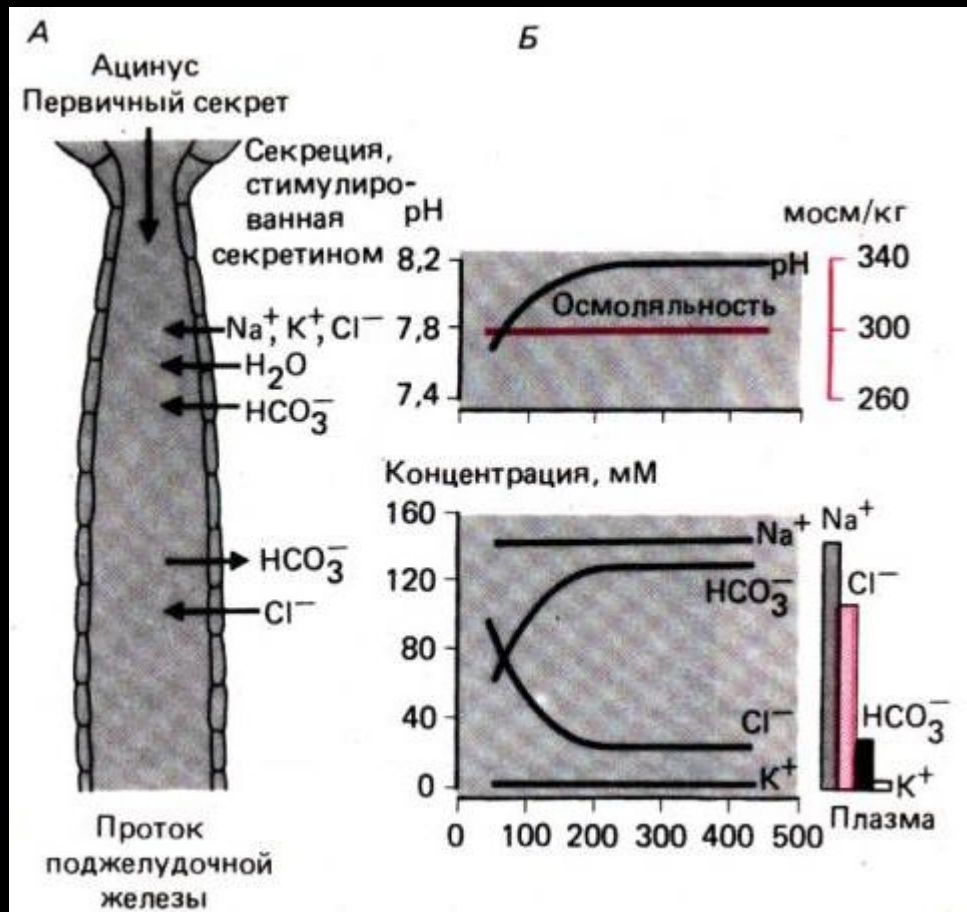 А
Ацинус
Первичный секрет
Секреция,
стимулиро-
ванная
секретином
Na⁺, K⁺, Cl⁻
H₂O
HCO₃⁻
HCO₃⁻
Cl⁻
Проток
поджелудочной
железы
Б
pH
8,2
7,8
7,4
pH
Осмоляльность
мосм/кг
340
300
260
Концентрация, мМ
160
120
80
40
0
Na⁺
HCO₃⁻
Cl⁻
K⁺
0 100 200 300 400 500
Na⁺
Cl⁻
HCO₃⁻
K⁺
Плазма